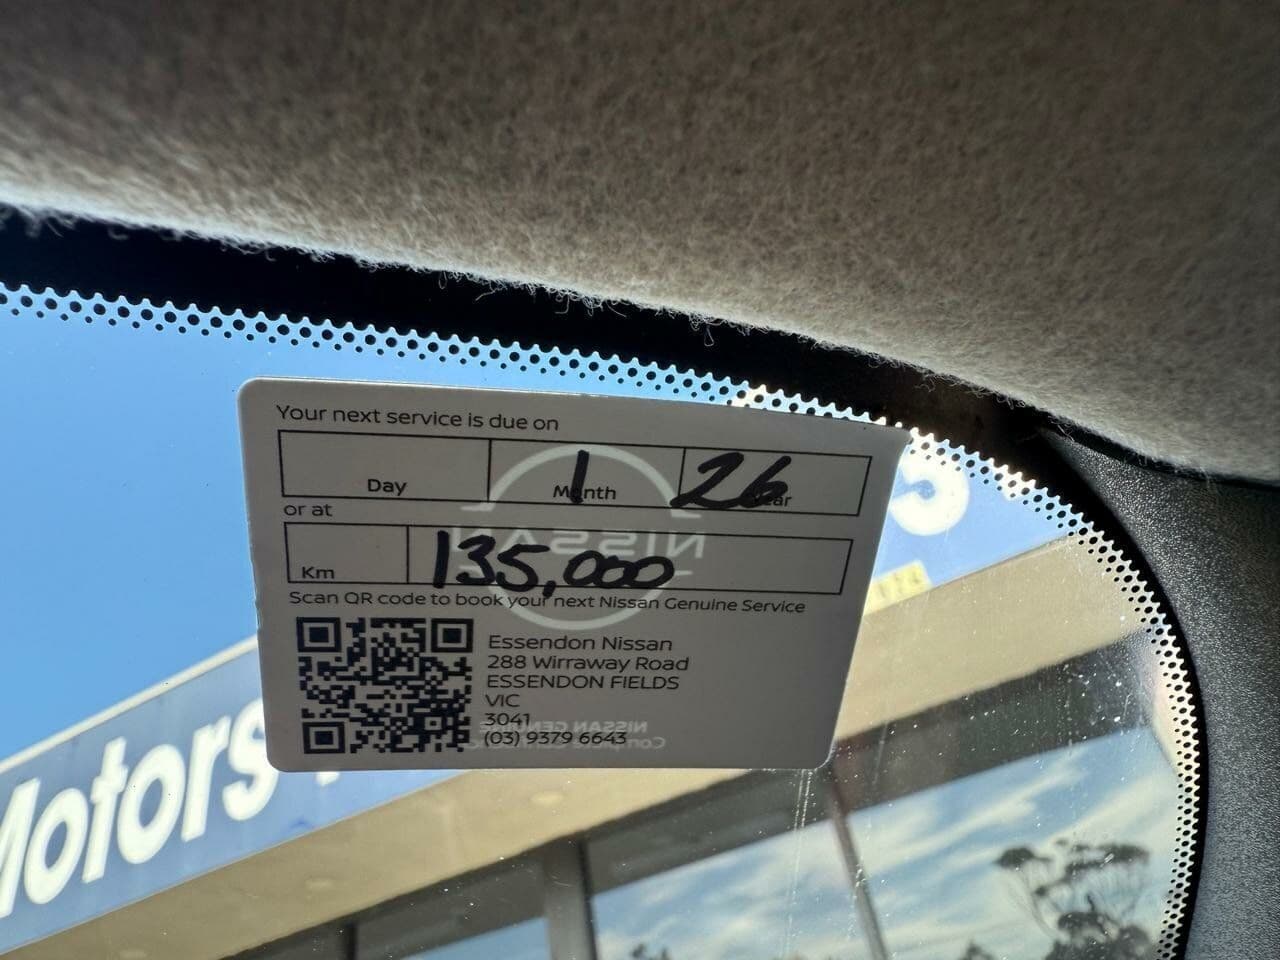 Your next service is due on
Day
1
Month
26
Year
or at
Km
135,000
NISSAN
Scan QR code to book your next Nissan Genuine Service
Essendon Nissan
288 Wirraway Road
ESSENDON FIELDS
VIC
3041
(03) 9379 6643
Motors